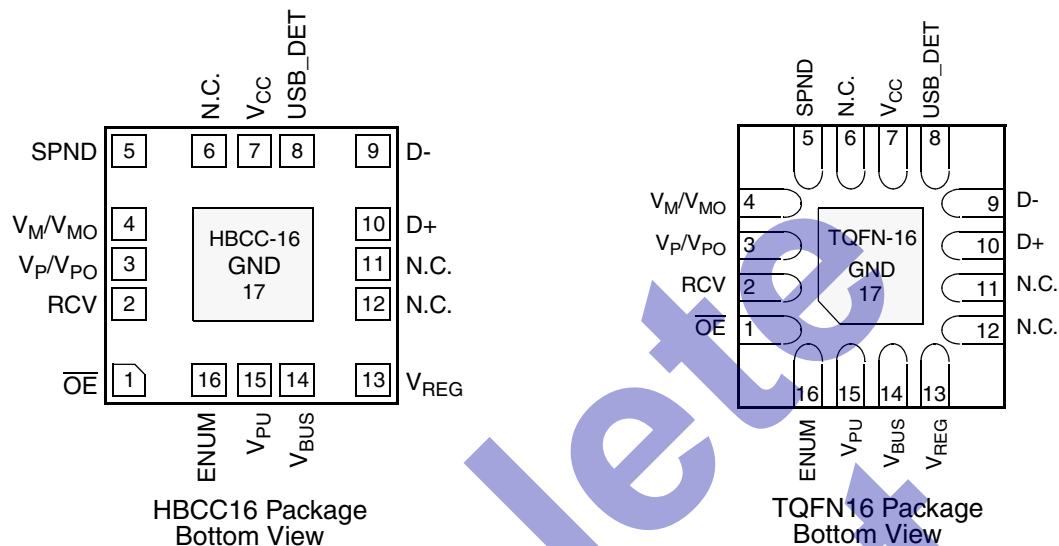 N.C.
VCC
USB_DET
SPND 5
6 7 8
9 D-
VM/VMO 4
10 D+
VP/VPO 3
11 N.C.
RCV 2
12 N.C.
HBCC-16
GND
17
OE 1
16 15 14
13 VREG
ENUM
VPU
VBUS
HBCC16 Package
Bottom View
SPND
N.C.
VCC
USB_DET
5 6 7 8
VM/VMO 4
9 D-
VP/VPO 3
10 D+
RCV 2
11 N.C.
OE 1
12 N.C.
TQFN-16
GND
17
16 15 14 13
ENUM
VPU
VBUS
VREG
TQFN16 Package
Bottom View
lete